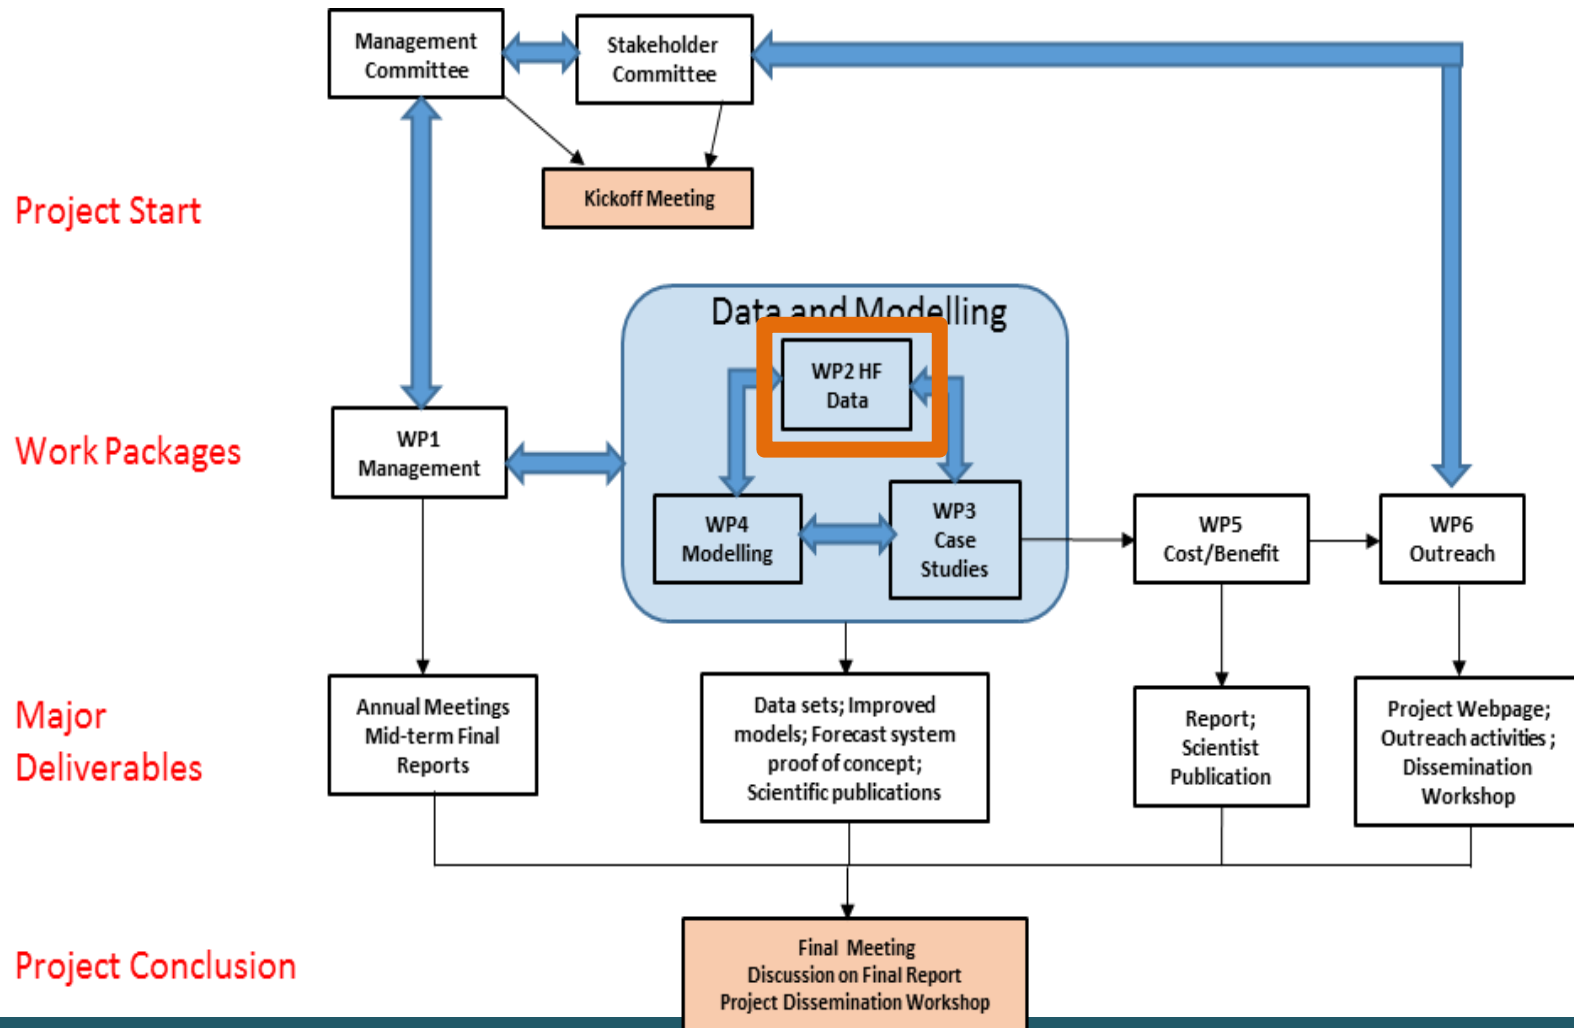 Management
Committee
Stakeholder
Committee
Project Start
Kickoff Meeting
Data and Modelling
WP2 HF
Data
Work Packages
WP1
Management
WP4
Modelling
WP3
Case
Studies
WP5
Cost/Benefit
WP6
Outreach
Major
Deliverables
Annual Meetings
Mid-term Final
Reports
Data sets; Improved
models; Forecast system
proof of concept;
Scientific publications
Report;
Scientist
Publication
Project Webpage;
Outreach activities ;
Dissemination
Workshop
Project Conclusion
Final Meeting
Discussion on Final Report
Project Dissemination Workshop